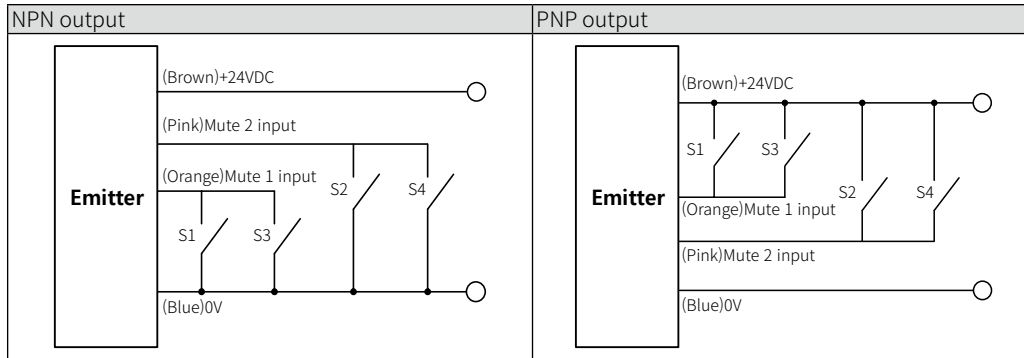 NPN output
PNP output
(Brown)+24VDC
(Pink)Mute 2 input
(Orange)Mute 1 input
S2
S4
Emitter
S1
S3
(Blue)0V
(Brown)+24VDC
S1
S3
S2
S4
Emitter
(Orange)Mute 1 input
(Pink)Mute 2 input
(Blue)0V